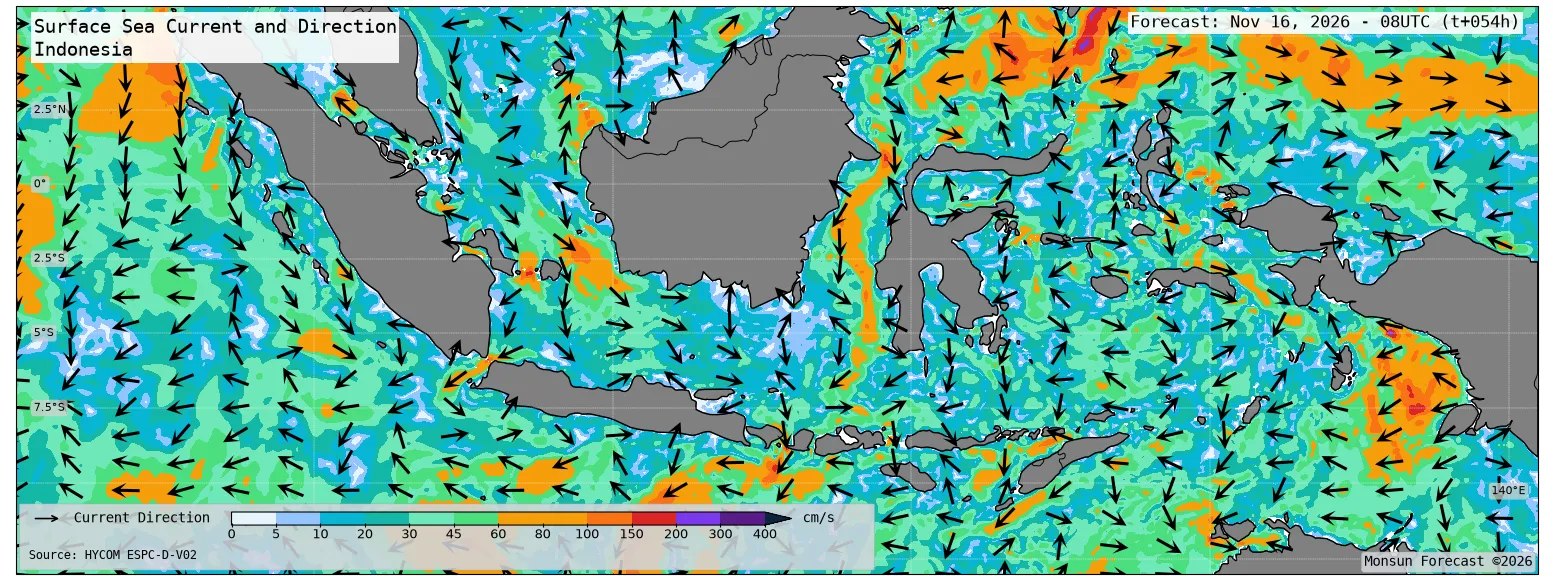 Surface Sea Current and Direction
Indonesia
Forecast: Nov 16, 2026 - 08UTC (t+054h)
2.5°N
0°
2.5°S
5°S
7.5°S
140°E
Current Direction
0 5 10 20 30 45 60 80 100 150 200 300 400 cm/s
Source: HYCOM ESPC-D-V02
Monsun Forecast ©2026